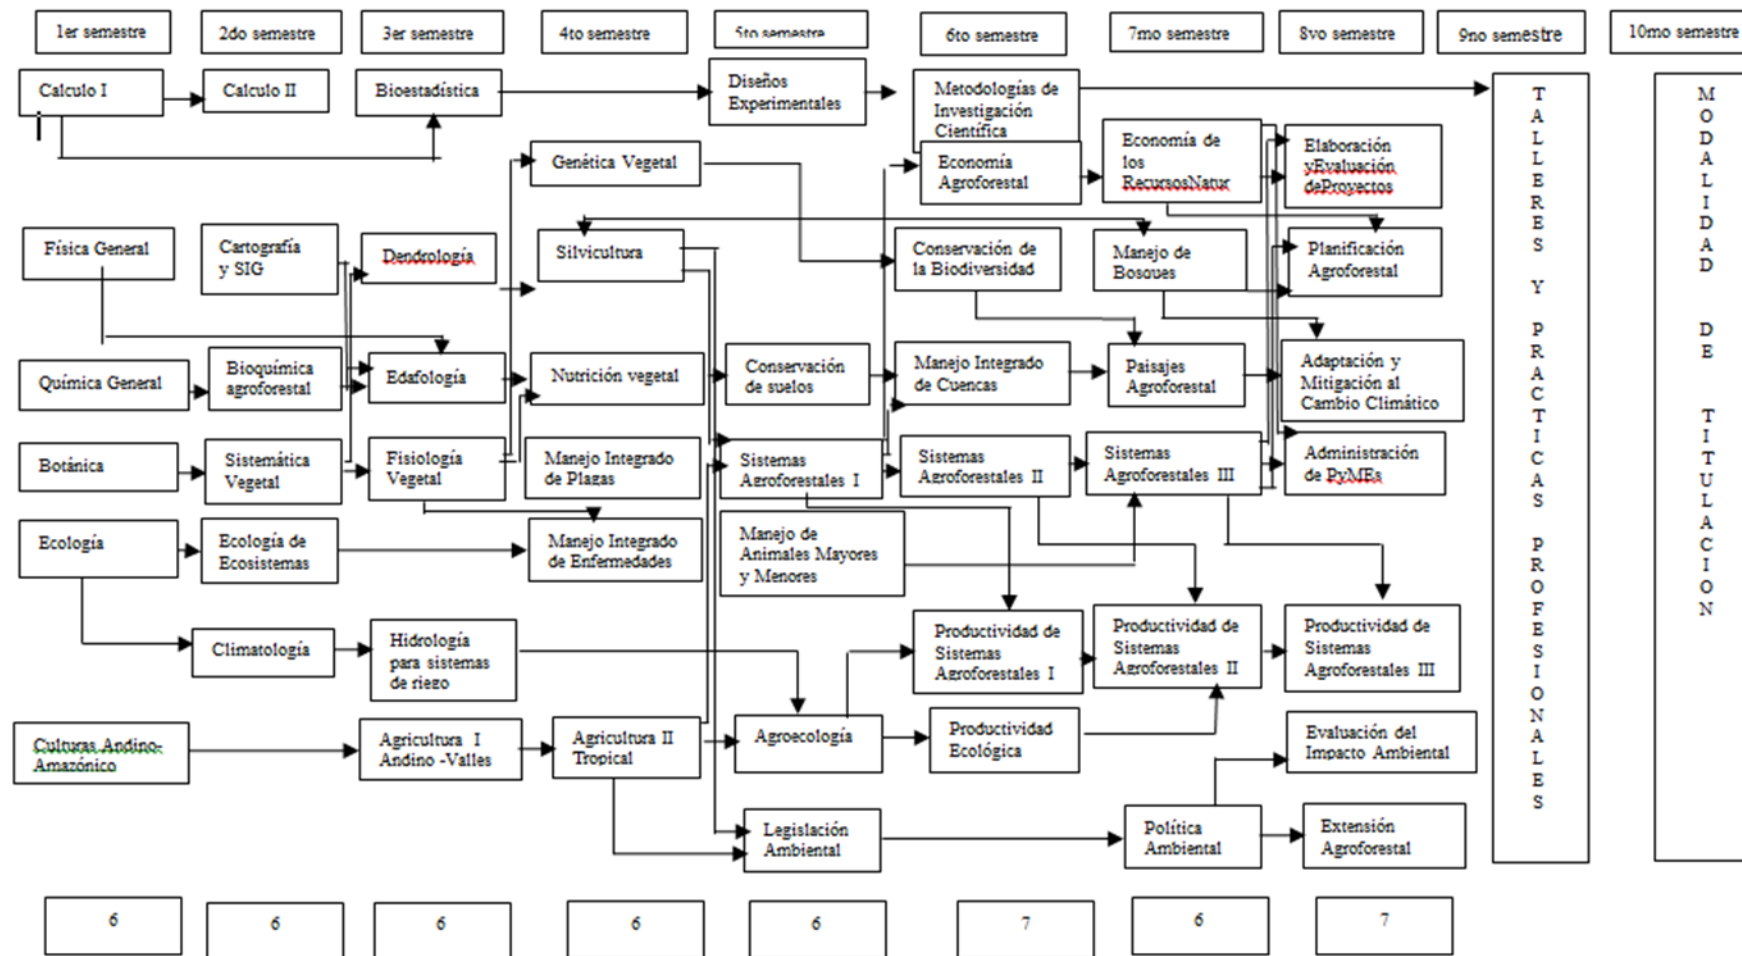 1er semestre
2do semestre
3er semestre
4to semestre
5to semestre
6to semestre
7mo semestre
8vo semestre
9no semestre
10mo semestre
Calculo I
Calculo II
Bioestadística
Diseños
Experimentales
Metodologías de
Investigación
Científica
Genética Vegetal
Economía
Agroforestal
Economía de
los
RecursosNatur
Elaboración
yEvaluación
deProyectos
Física General
Cartografía
y SIG
Dendrología
Silvicultura
Conservación de
la Biodiversidad
Manejo de
Bosques
Planificación
Agroforestal
Química General
Bioquímica
agroforestal
Edafología
Nutrición vegetal
Conservación
de suelos
Manejo Integrado
de Cuencas
Paisajes
Agroforestal
Adaptación y
Mitigación al
Cambio Climático
Botánica
Sistemática
Vegetal
Fisiología
Vegetal
Manejo Integrado
de Plagas
Sistemas
Agroforestales I
Sistemas
Agroforestales II
Sistemas
Agroforestales III
Administración
de PyMEs
Ecología
Ecología de
Ecosistemas
Manejo Integrado
de Enfermedades
Manejo de
Animales Mayores
y Menores
Climatología
Hidrología
para sistemas
de riego
Productividad de
Sistemas
Agroforestales I
Productividad de
Sistemas
Agroforestales II
Productividad de
Sistemas
Agroforestales III
Culturas Andino-
Amazónico
Agricultura I
Andino -Valles
Agricultura II
Tropical
Agroecología
Productividad
Ecológica
Evaluación del
Impacto Ambiental
Legislación
Ambiental
Política
Ambiental
Extensión
Agroforestal
TALLERES Y PRACTICAS PROFESIONALES
MODALIDAD DE TITULACION
6
6
6
6
6
7
6
7